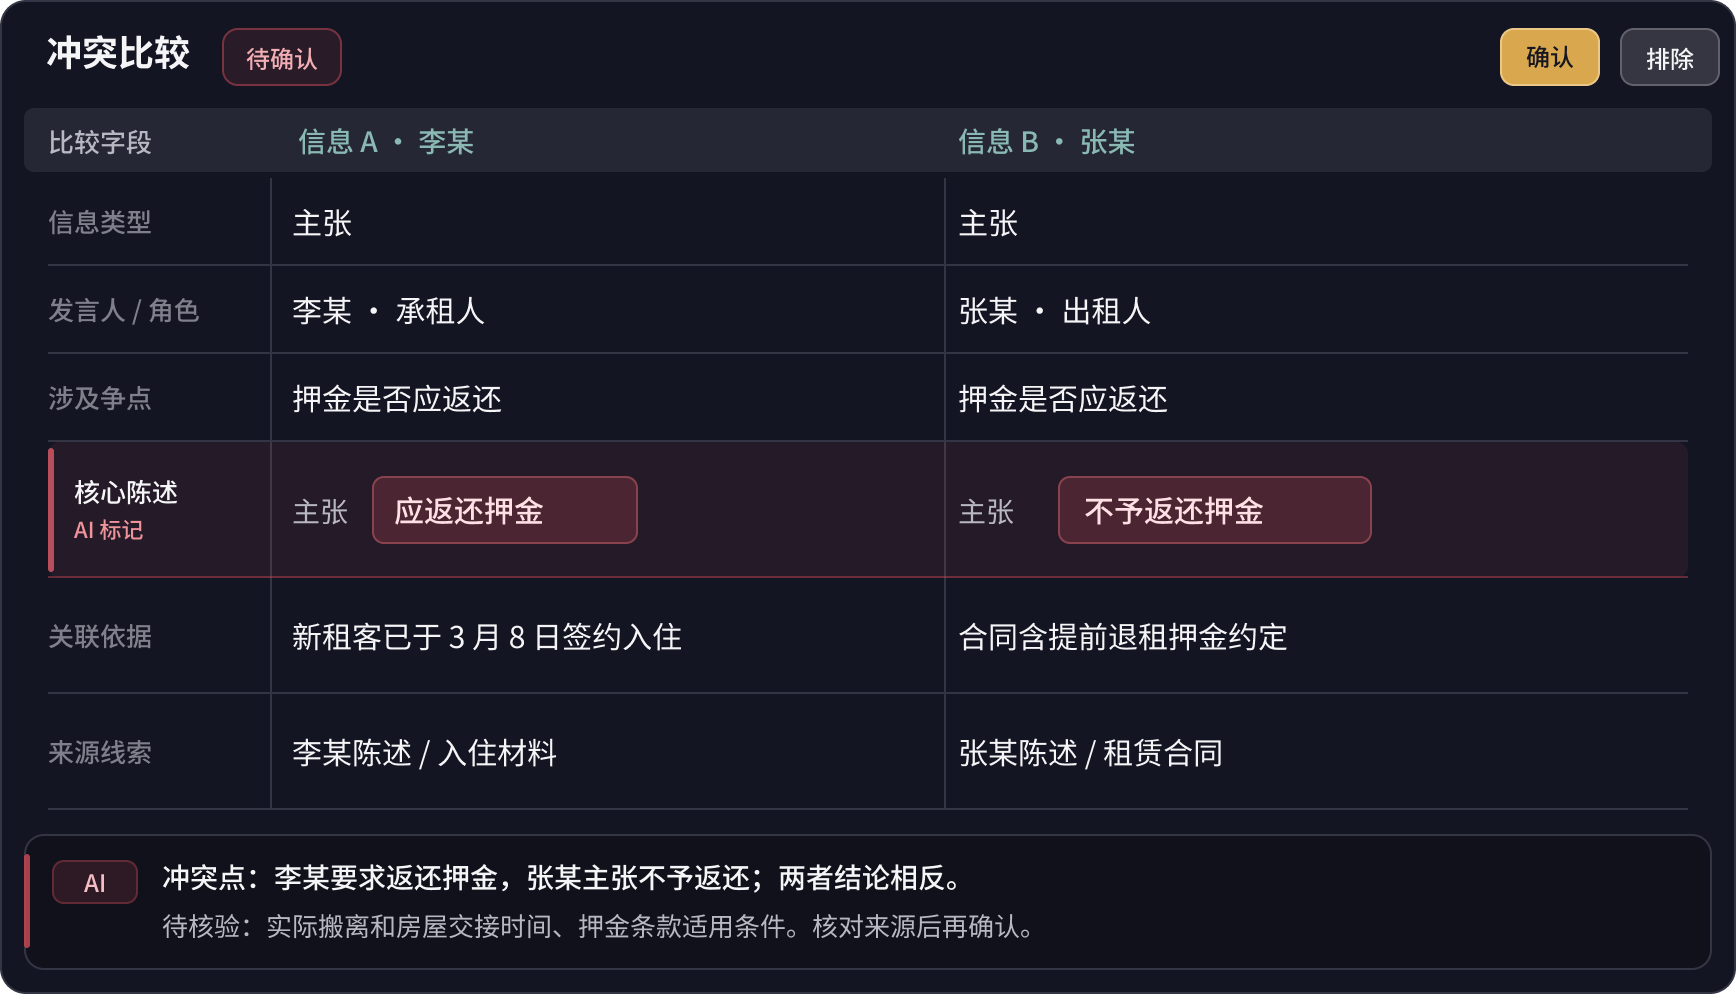 冲突比较 待确认 确认 排除
比较字段 信息 A · 李某 信息 B · 张某
信息类型 主张 主张
发言人 / 角色 李某 · 承租人 张某 · 出租人
涉及争点 押金是否应返还 押金是否应返还
核心陈述 主张 应返还押金 主张 不予返还押金
AI 标记
关联依据 新租客已于 3 月 8 日签约入住 合同含提前退租押金约定
来源线索 李某陈述 / 入住材料 张某陈述 / 租赁合同
AI 冲突点：李某要求返还押金，张某主张不予返还；两者结论相反。
待核验：实际搬离和房屋交接时间、押金条款适用条件。核对来源后再确认。